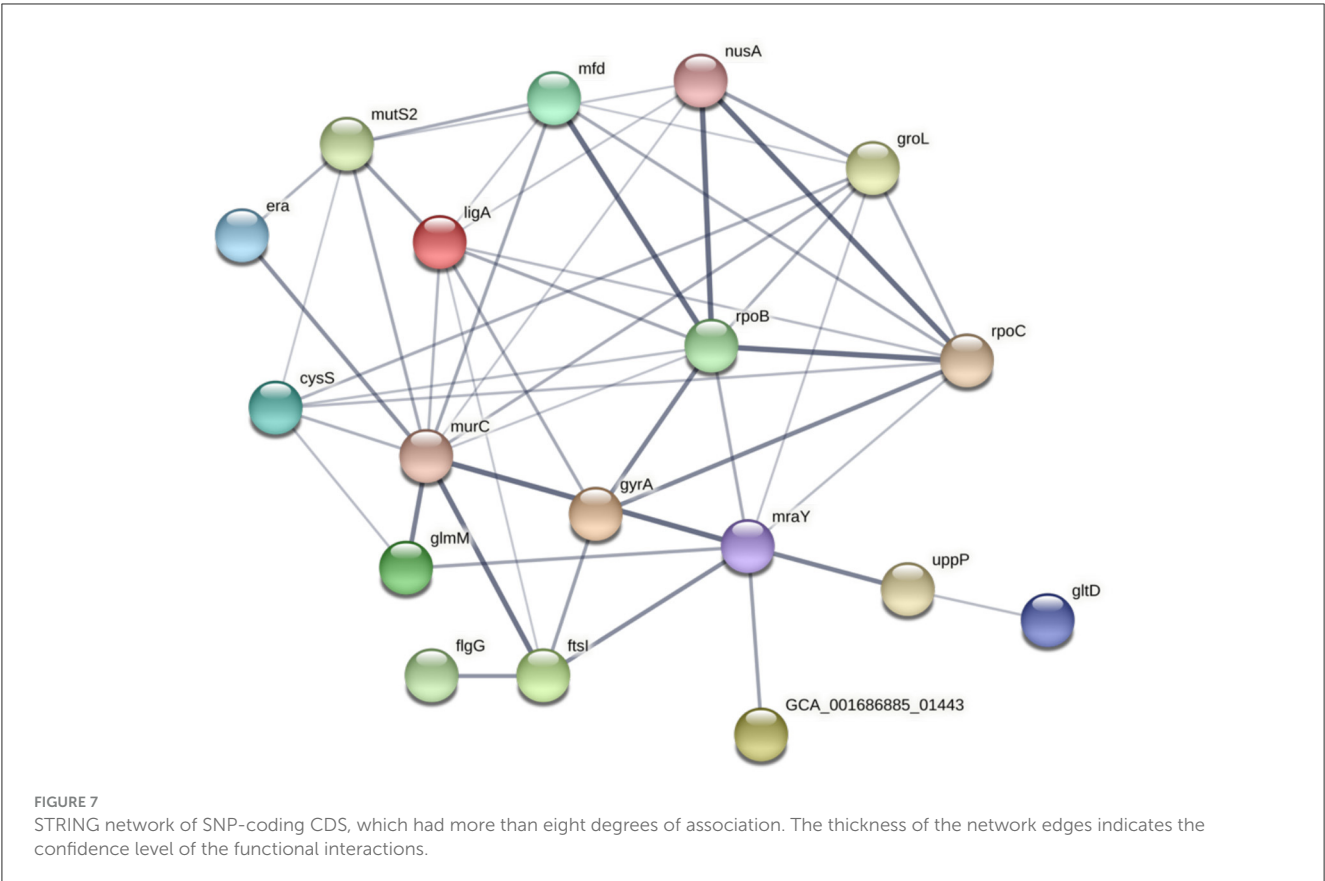 nusA
mfd
mutS2
groL
era
ligA
rpoB
rpoC
cysS
murC
gyrA
mraY
glmM
uppP
gltD
flgG
ftsI
GCA_001686885_01443
FIGURE 7
STRING network of SNP-coding CDS, which had more than eight degrees of association. The thickness of the network edges indicates the
confidence level of the functional interactions.